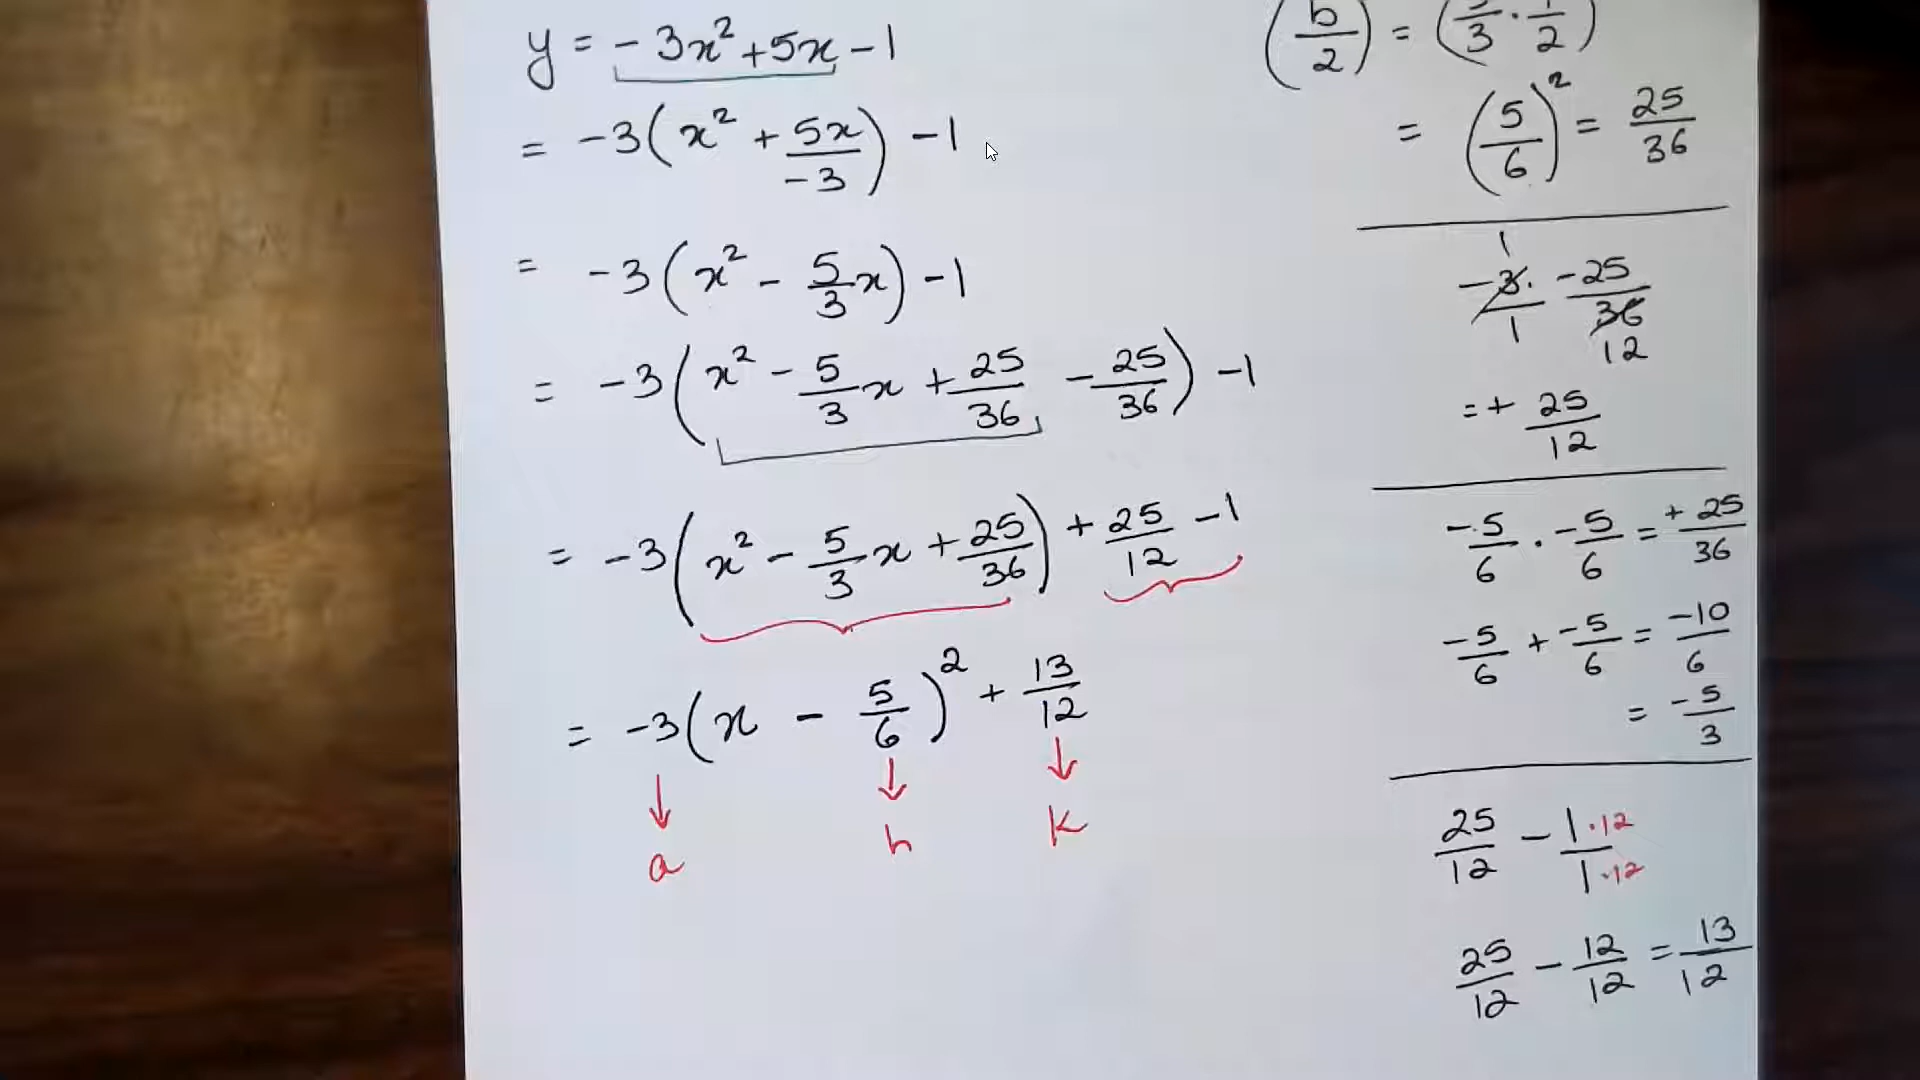 y = -3x² + 5x - 1
= -3(x² + 5x/-3) - 1
= -3(x² - 5/3 x) - 1
= -3(x² - 5/3 x + 25/36 - 25/36) - 1
= -3(x² - 5/3 x + 25/36) + 25/12 - 1
= -3(x - 5/6)² + 13/12
a h k
(b/2) = (5/3 · 1/2)
= (5/6)² = 25/36
1
-3/1 · -25/36
12
= + 25/12
-5/6 · -5/6 = +25/36
-5/6 + -5/6 = -10/6
= -5/3
25/12 - 1·12/1·12
25/12 - 12/12 = 13/12